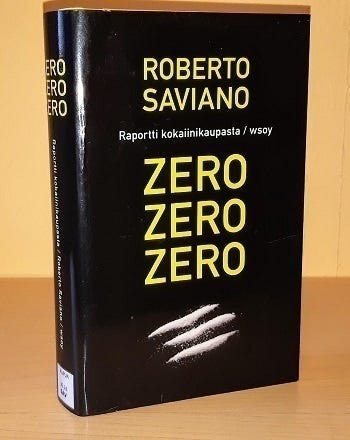 ROBERTO
SAVIANO
Raportti kokaiinikaupasta / wsoy
ZERO
ZERO
ZERO
ZERO
ZERO
ZERO
Raportti kokaiinikaupasta / Roberto Saviano / wsoy